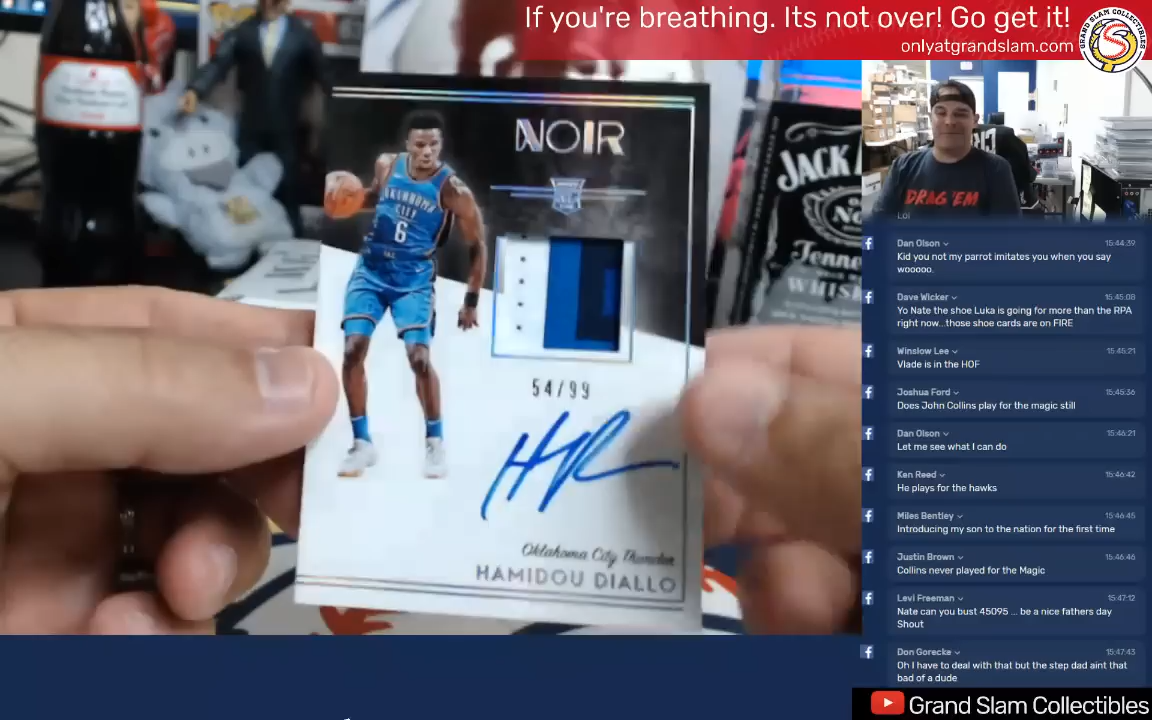 If you're breathing. Its not over! Go get it!
onlyatgrandslam.com
GRAND SLAM COLLECTIBLES
NOIR
OKLAHOMA
CITY
6
54/99
Oklahoma City Thunder
HAMIDOU DIALLO
JACK
Tenne
WHIS
DRAG 'EM
Lol
Dan Olson
15:44:39
Kid you not my parrot imitates you when you say
wooooo.
Dave Wicker
15:45:08
Yo Nate the shoe Luka is going for more than the RPA
right now...those shoe cards are on FIRE
Winslow Lee
15:45:21
Vlade is in the HOF
Joshua Ford
15:45:36
Does John Collins play for the magic still
Dan Olson
15:46:21
Let me see what I can do
Ken Reed
15:46:42
He plays for the hawks
Miles Bentley
15:46:45
Introducing my son to the nation for the first time
Justin Brown
15:46:46
Collins never played for the Magic
Levi Freeman
15:47:12
Nate can you bust 45095 ... be a nice fathers day
Shout
Don Gorecke
15:47:43
Oh I have to deal with that but the step dad aint that
bad of a dude
Grand Slam Collectibles